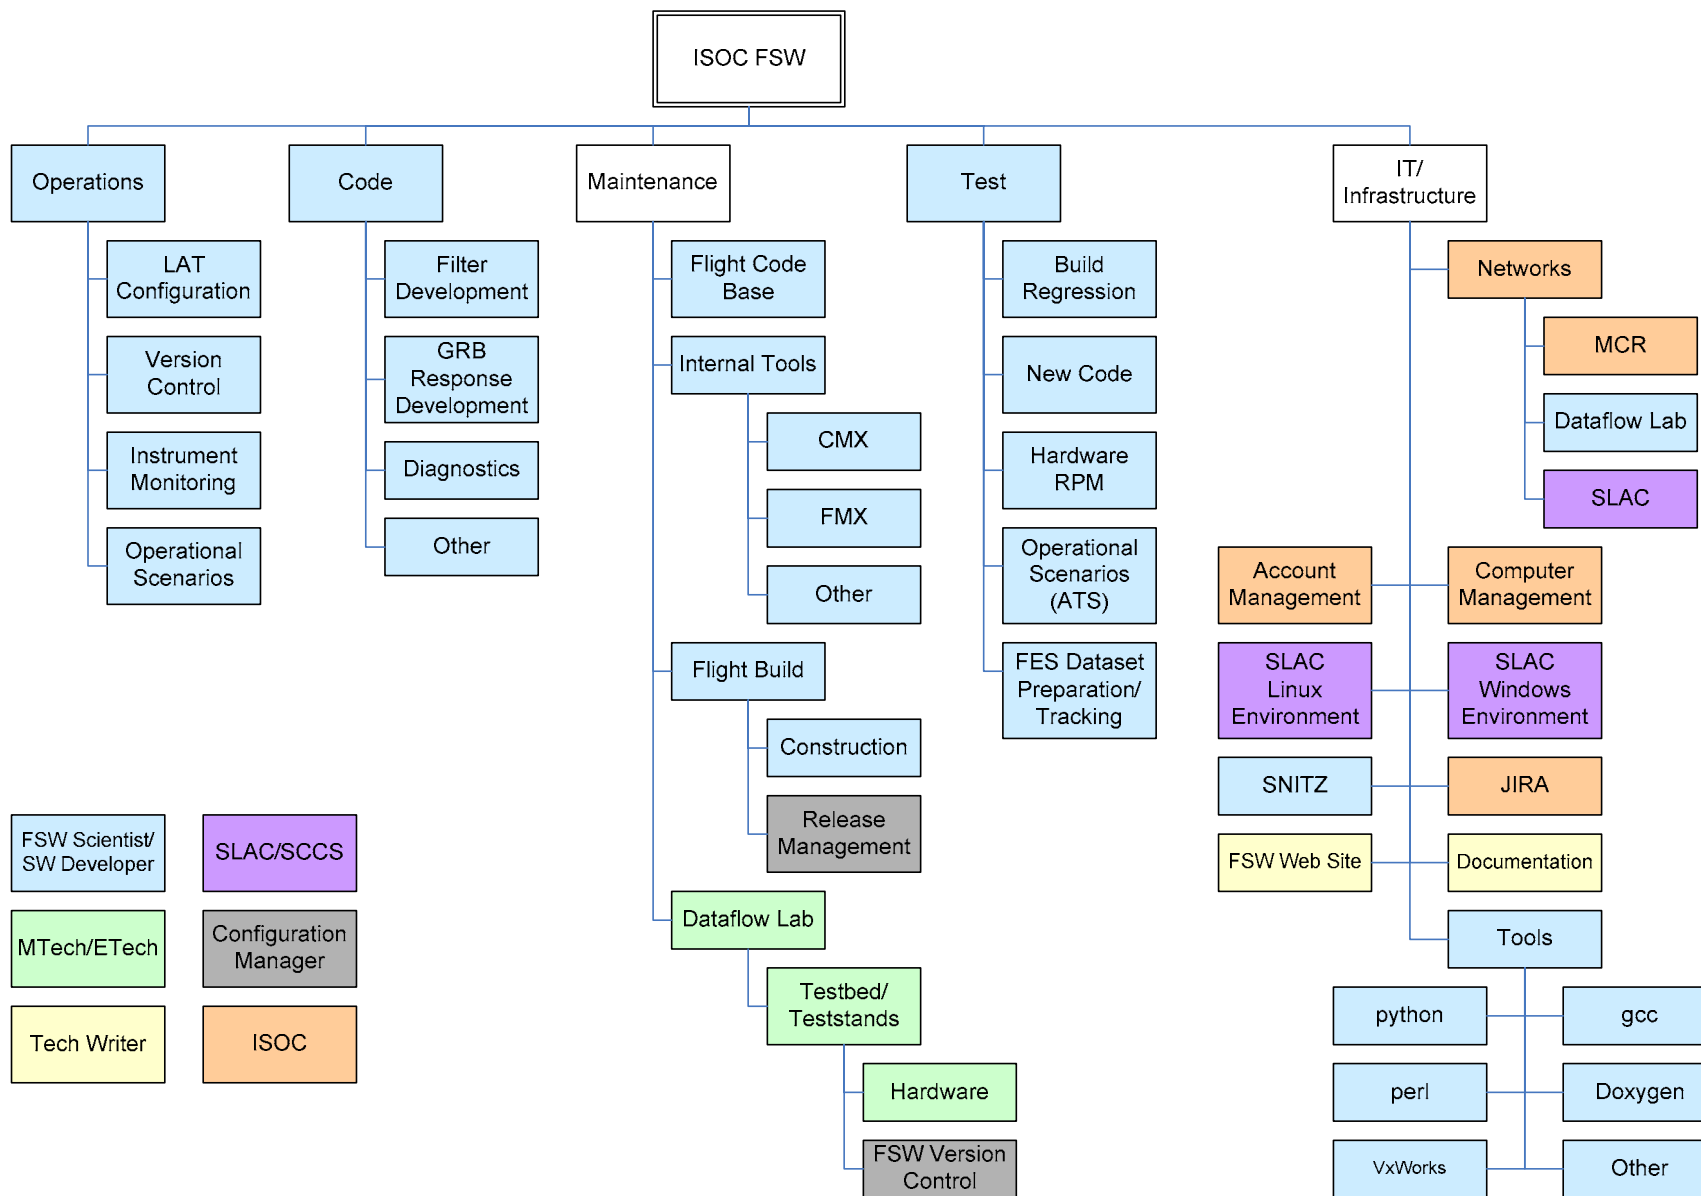 ISOC FSW
Operations
LAT
Configuration
Version
Control
Instrument
Monitoring
Operational
Scenarios
Code
Filter
Development
GRB
Response
Development
Diagnostics
Other
Maintenance
Flight Code
Base
Internal Tools
CMX
FMX
Other
Flight Build
Construction
Release
Management
Dataflow Lab
Testbed/
Teststands
Hardware
FSW Version
Control
Test
Build
Regression
New Code
Hardware
RPM
Operational
Scenarios
(ATS)
FES Dataset
Preparation/
Tracking
IT/
Infrastructure
Networks
MCR
Dataflow Lab
SLAC
Account
Management
Computer
Management
SLAC
Linux
Environment
SLAC
Windows
Environment
SNITZ
JIRA
FSW Web Site
Documentation
Tools
python
gcc
perl
Doxygen
VxWorks
Other
FSW Scientist/
SW Developer
SLAC/SCCS
MTech/ETech
Configuration
Manager
Tech Writer
ISOC